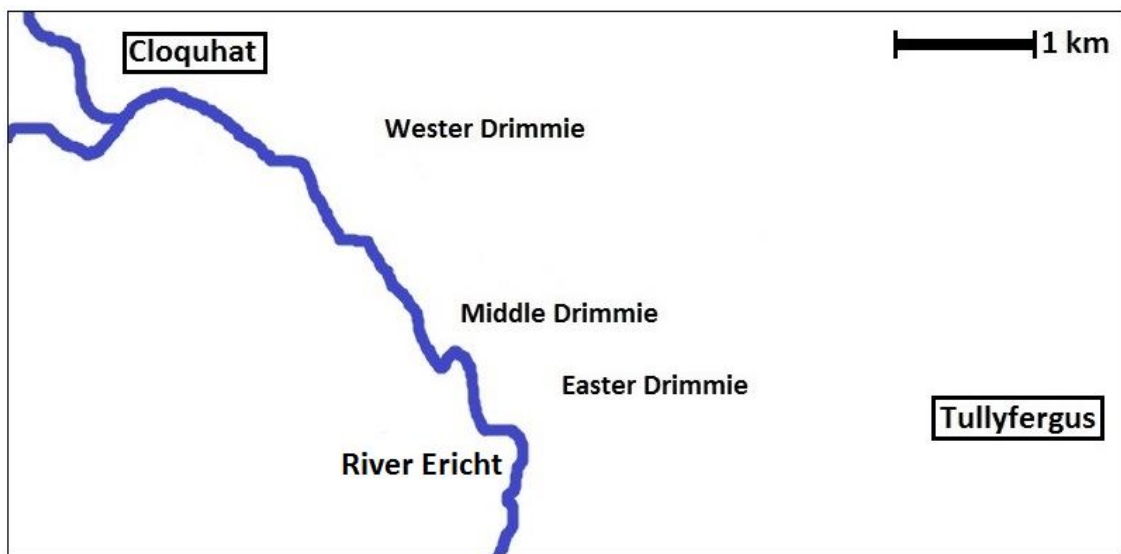 Cloquhat
1 km
Wester Drimmie
Middle Drimmie
Easter Drimmie
Tullyfergus
River Ericht